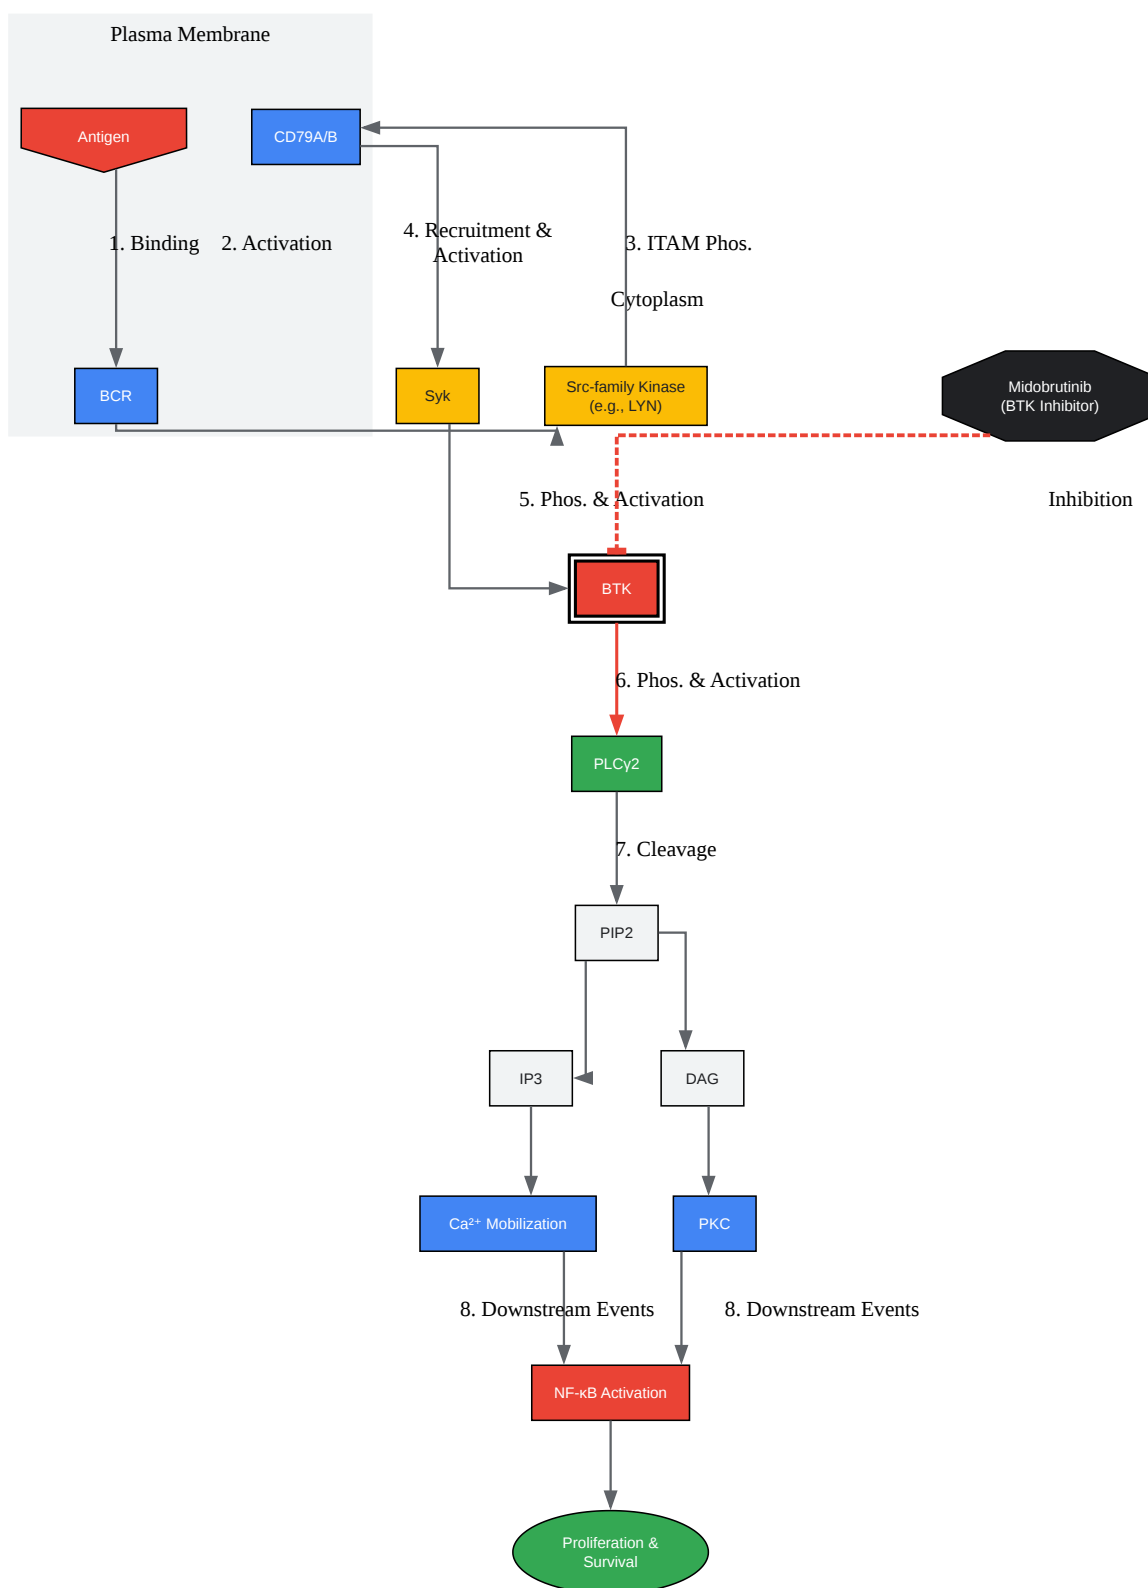 Plasma Membrane
Antigen
CD79A/B
1. Binding
2. Activation
4. Recruitment &
Activation
3. ITAM Phos.
Cytoplasm
BCR
Syk
Src-family Kinase
(e.g., LYN)
Midobrutinib
(BTK Inhibitor)
5. Phos. & Activation
Inhibition
BTK
6. Phos. & Activation
PLCγ2
7. Cleavage
PIP2
IP3
DAG
Ca²⁺ Mobilization
PKC
8. Downstream Events
8. Downstream Events
NF-κB Activation
Proliferation &
Survival